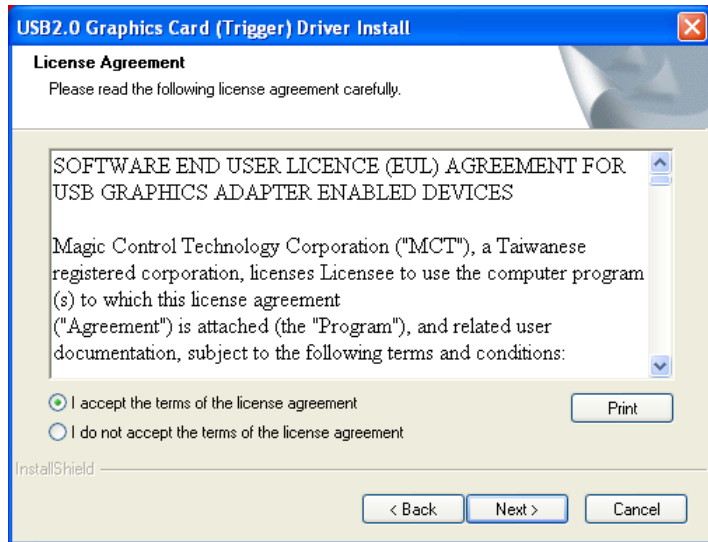 USB2.0 Graphics Card (Trigger) Driver Install
License Agreement
Please read the following license agreement carefully.
SOFTWARE END USER LICENCE (EUL) AGREEMENT FOR
USB GRAPHICS ADAPTER ENABLED DEVICES
Magic Control Technology Corporation ("MCT"), a Taiwanese
registered corporation, licenses Licensee to use the computer program
(s) to which this license agreement
("Agreement") is attached (the "Program"), and related user
documentation, subject to the following terms and conditions:
I accept the terms of the license agreement
Print
I do not accept the terms of the license agreement
InstallShield
< Back
Next >
Cancel